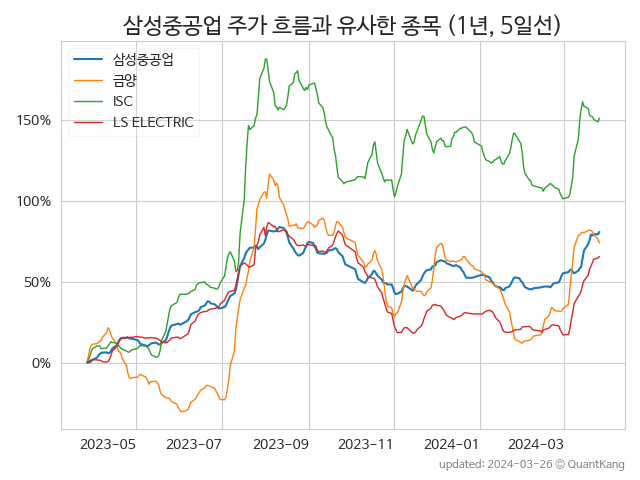 삼성중공업 주가 흐름과 유사한 종목 (1년, 5일선)
삼성중공업
금양
ISC
LS ELECTRIC
150%
100%
50%
0%
2023-05 2023-07 2023-09 2023-11 2024-01 2024-03
updated: 2024-03-26 © QuantKang